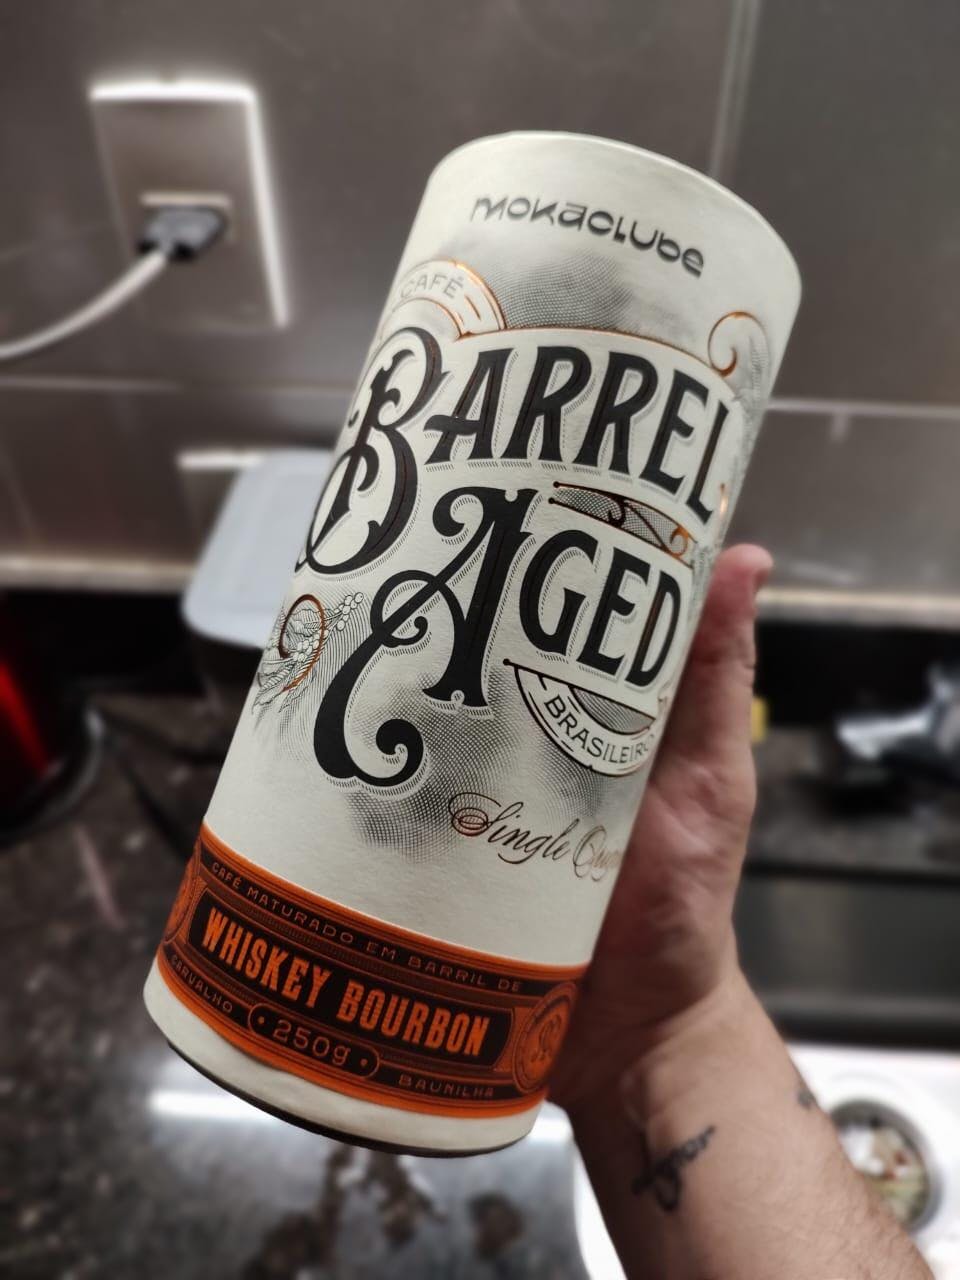 mokaclube
CAFÉ
BARREL
AGED
BRASILEIRO
Single
CAFÉ MATURADO EM BARRIL DE
WHISKEY BOURBON
CARVALHO • 250g • BAUNILHA